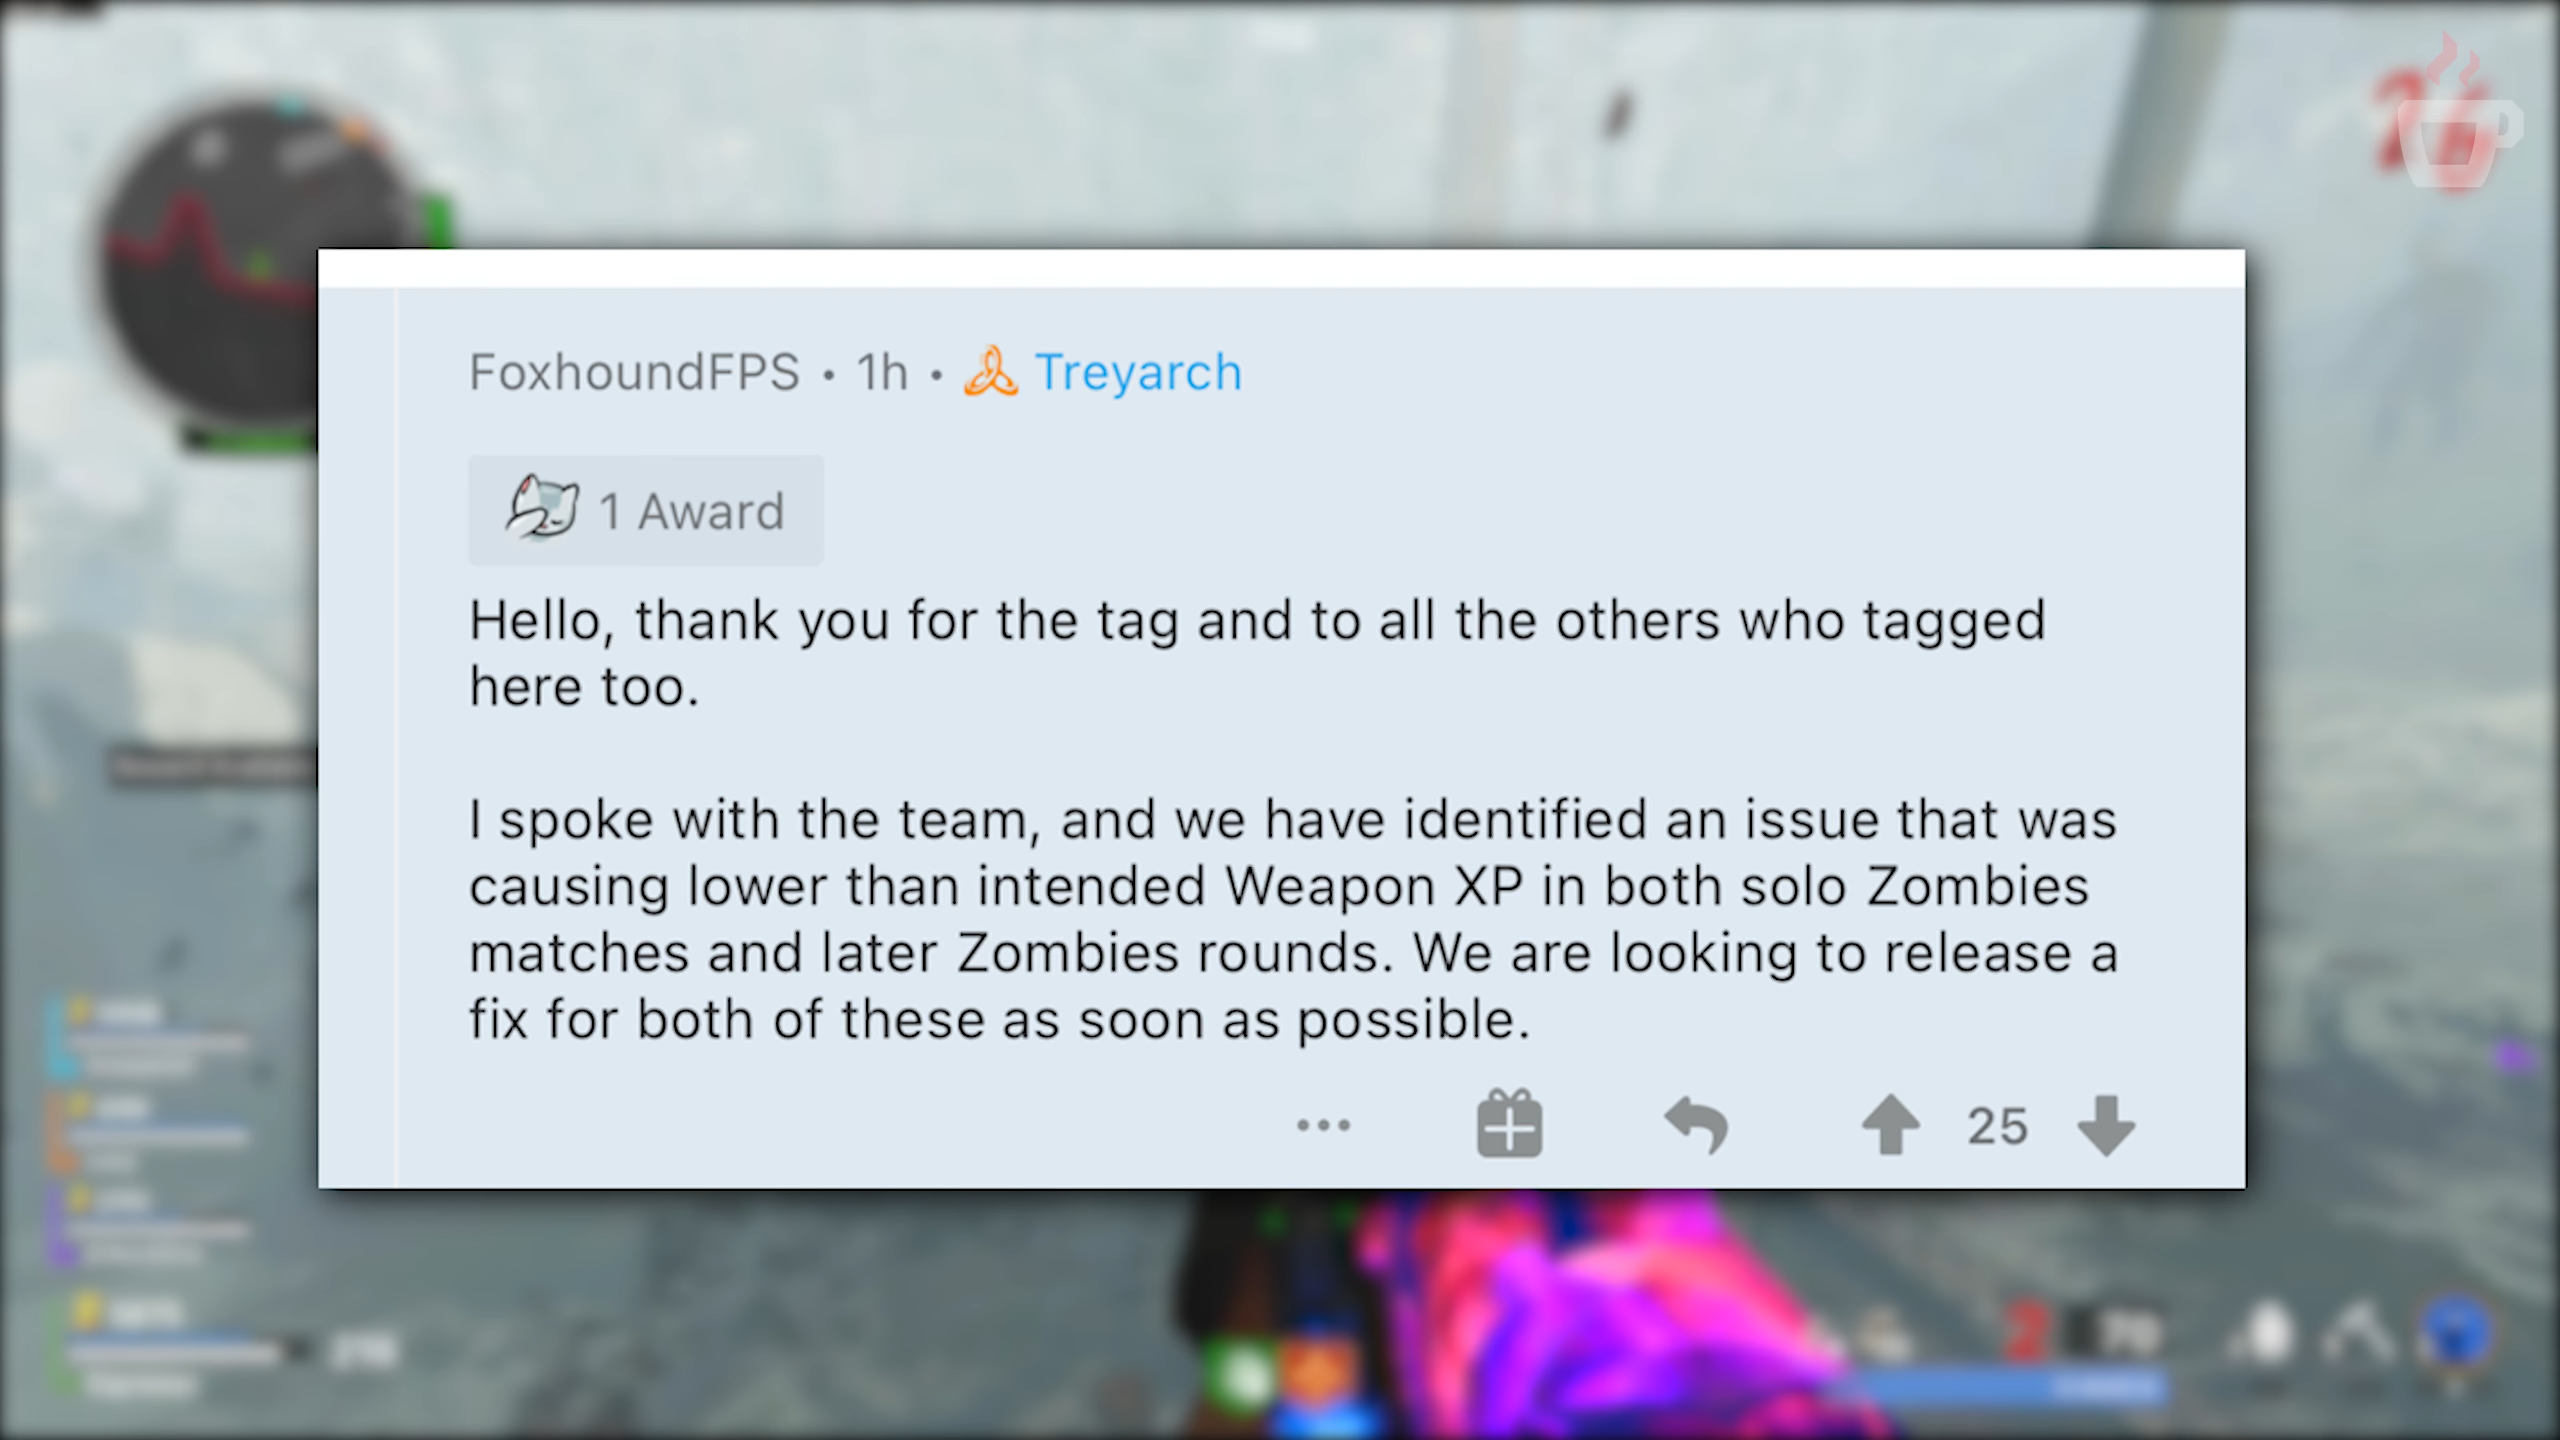 FoxhoundFPS • 1h • Treyarch
1 Award
Hello, thank you for the tag and to all the others who tagged
here too.
I spoke with the team, and we have identified an issue that was
causing lower than intended Weapon XP in both solo Zombies
matches and later Zombies rounds. We are looking to release a
fix for both of these as soon as possible.
... 25
2 70